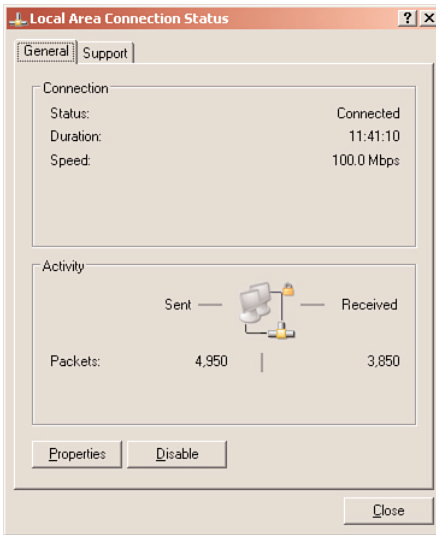 Local Area Connection Status
General Support
Connection
Status: Connected
Duration: 11:41:10
Speed: 100.0 Mbps
Activity
Sent Received
Packets: 4,950 3,850
Properties Disable
Close